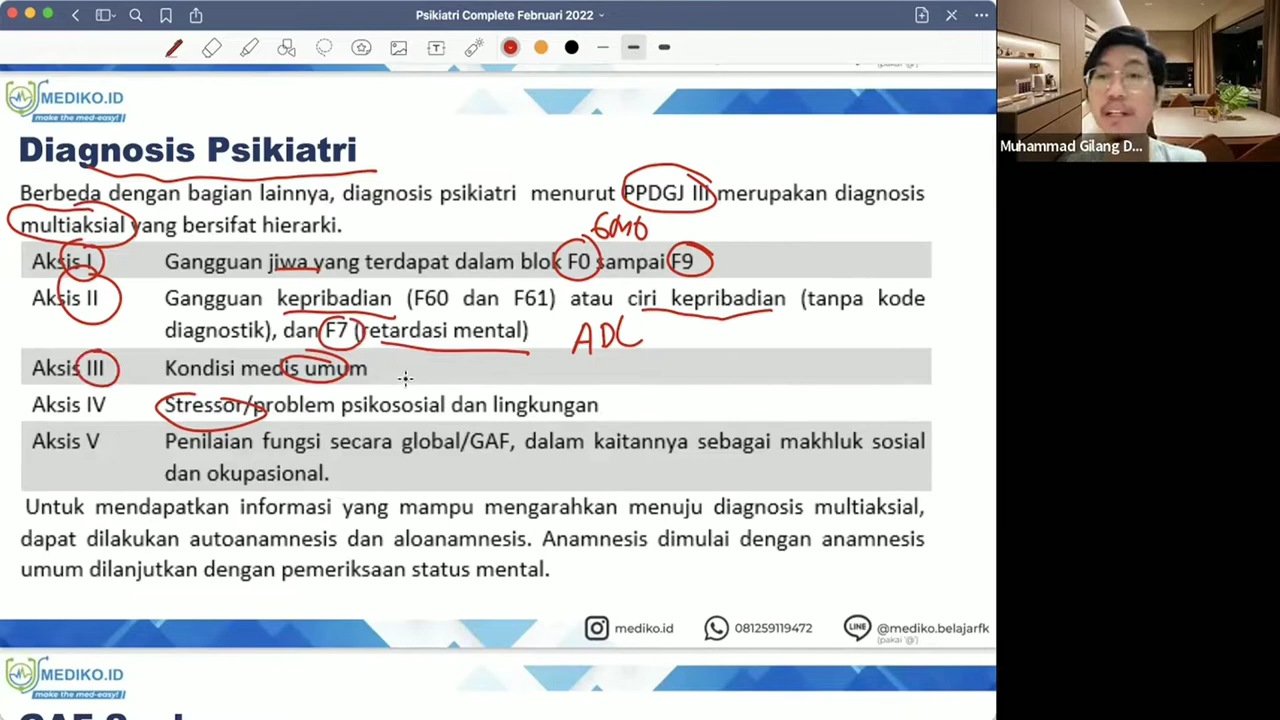 Psikiatri Complete Februari 2022
(pakai '@')
MEDIKO.ID
make the med-easy!
Muhammad Gilang D...
Diagnosis Psikiatri
Berbeda dengan bagian lainnya, diagnosis psikiatri menurut PPDGJ III merupakan diagnosis
multiaksial yang bersifat hierarki.
Aksis I Gangguan jiwa yang terdapat dalam blok F0 sampai F9
Aksis II Gangguan kepribadian (F60 dan F61) atau ciri kepribadian (tanpa kode
diagnostik), dan F7 (retardasi mental)
Aksis III Kondisi medis umum
Aksis IV Stressor/problem psikososial dan lingkungan
Aksis V Penilaian fungsi secara global/GAF, dalam kaitannya sebagai makhluk sosial
dan okupasional.
Untuk mendapatkan informasi yang mampu mengarahkan menuju diagnosis multiaksial,
dapat dilakukan autoanamnesis dan aloanamnesis. Anamnesis dimulai dengan anamnesis
umum dilanjutkan dengan pemeriksaan status mental.
mediko.id 081259119472 @mediko.belajarfk
(pakai '@')
MEDIKO.ID
make the med-easy!